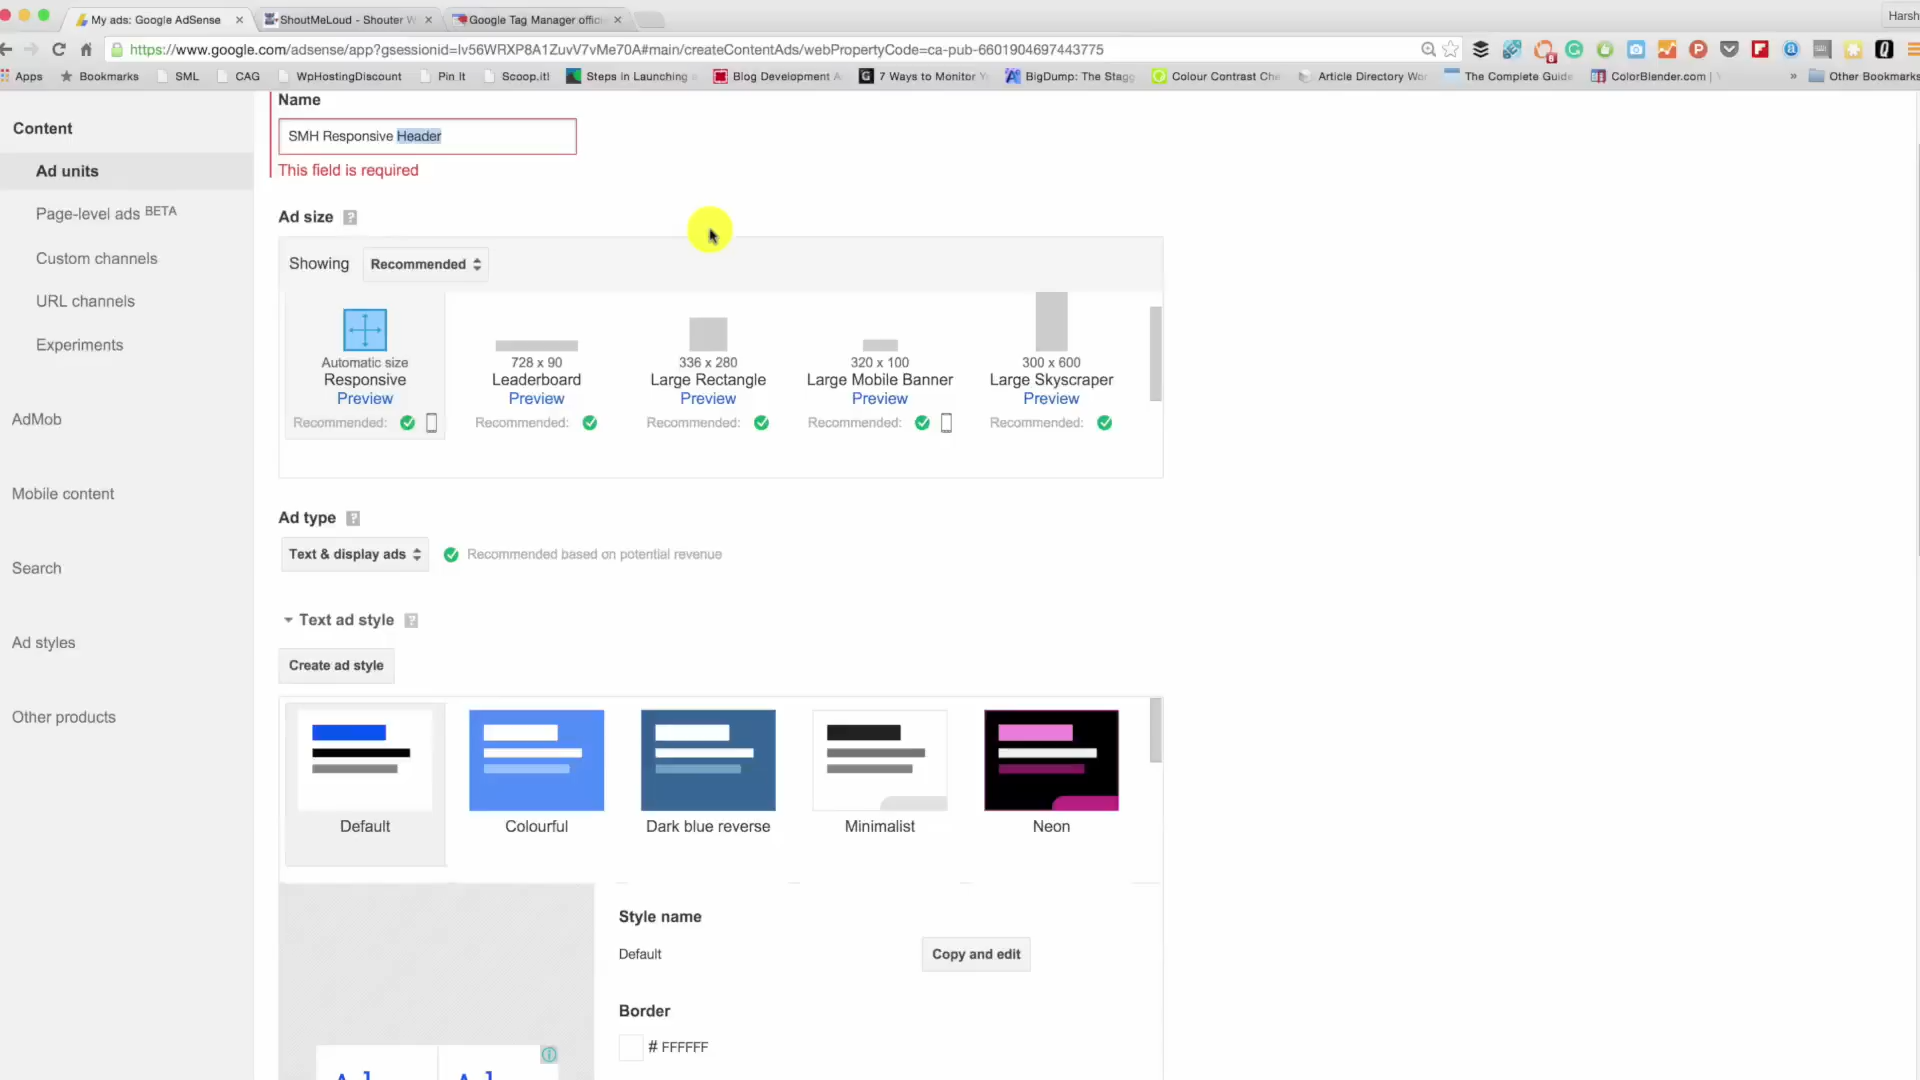 My ads: Google AdSense
ShoutMeLoud - Shouter W
Google Tag Manager offic
Harsh
https://www.google.com/adsense/app?gsessionid=lv56WRXP8A1ZuvV7vMe70A#main/createContentAds/webPropertyCode=ca-pub-6601904697443775
Apps
Bookmarks
SML
CAG
WpHostingDiscount
Pin It
Scoop.it!
Steps in Launching
Blog Development A
7 Ways to Monitor Y
BigDump: The Stagg
Colour Contrast Che
Article Directory Wor
The Complete Guide
ColorBlender.com |
»
Other Bookmarks
Content
Ad units
Page-level ads BETA
Custom channels
URL channels
Experiments
AdMob
Mobile content
Search
Ad styles
Other products
Name
SMH Responsive Header
This field is required
Ad size ?
Showing Recommended
Automatic size
Responsive
Preview
Recommended:
728 x 90
Leaderboard
Preview
Recommended:
336 x 280
Large Rectangle
Preview
Recommended:
320 x 100
Large Mobile Banner
Preview
Recommended:
300 x 600
Large Skyscraper
Preview
Recommended:
Ad type ?
Text & display ads
Recommended based on potential revenue
Text ad style ?
Create ad style
Default
Colourful
Dark blue reverse
Minimalist
Neon
Style name
Default
Copy and edit
Border
# FFFFFF